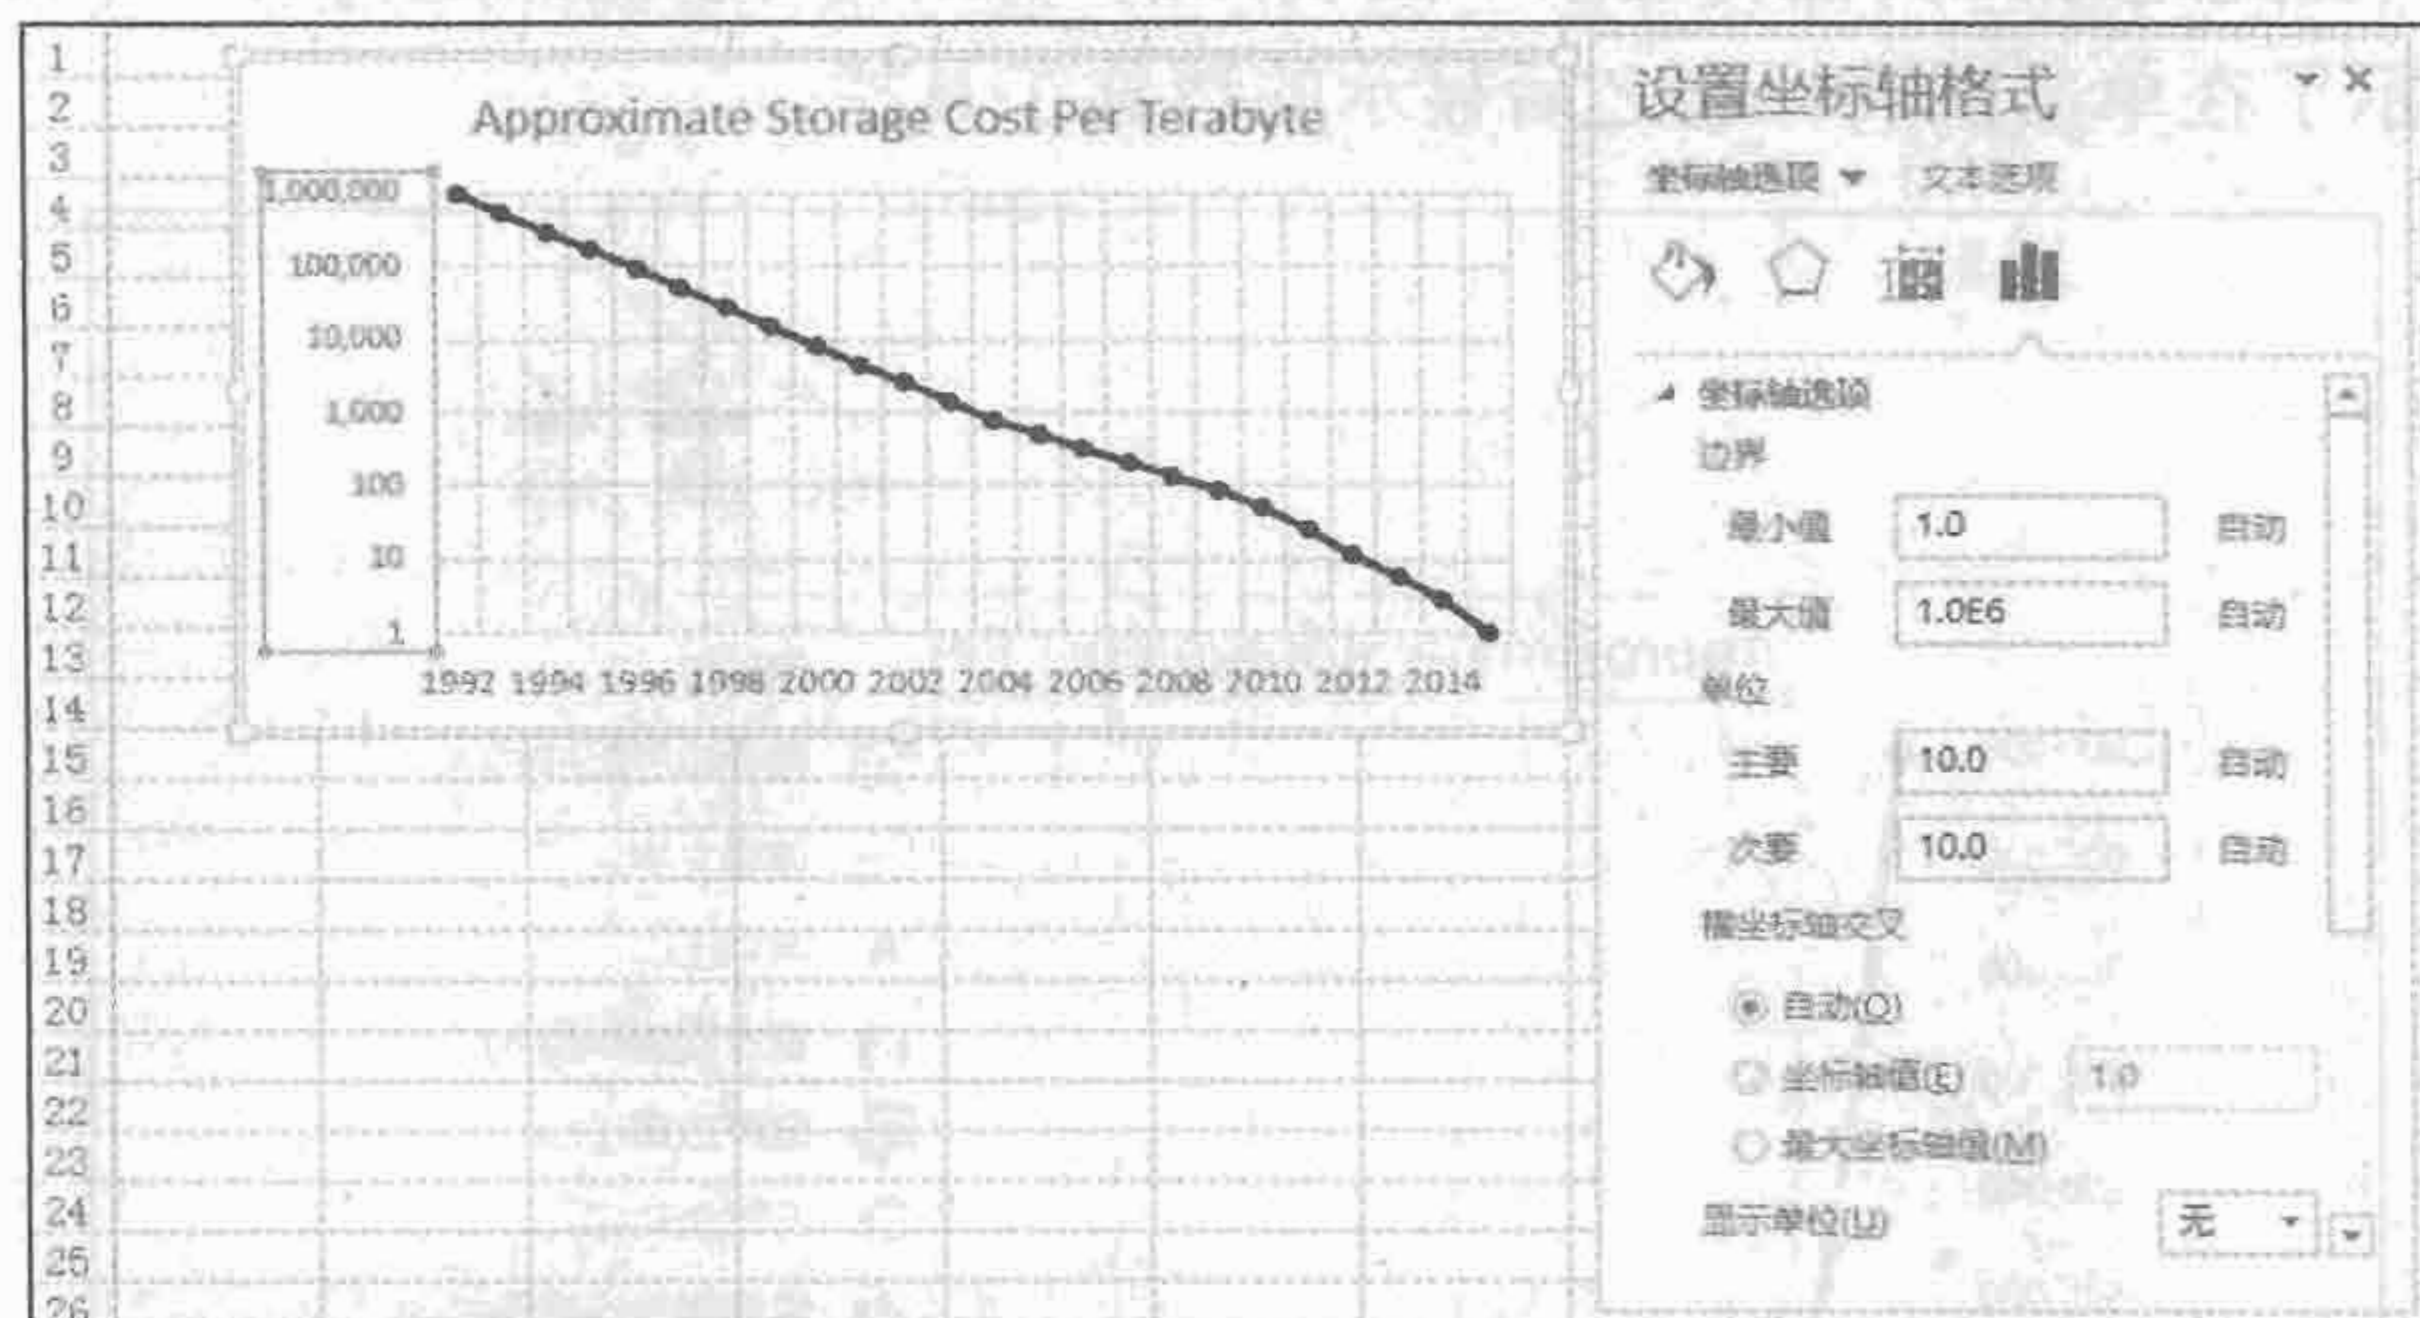 1
2
3
4
5
6
7
8
9
10
11
12
13
14
15
16
17
18
19
20
21
22
23
24
25
26
Approximate Storage Cost Per Terabyte
1,000,000
100,000
10,000
1,000
100
10
1
1992 1994 1996 1998 2000 2002 2004 2006 2008 2010 2012 2014
设置坐标轴格式
坐标轴选项 文本选项
坐标轴选项
边界
最小值 1.0 自动
最大值 1.0E6 自动
单位
主要 10.0 自动
次要 10.0 自动
横坐标轴交叉
自动(O)
坐标轴值(E) 1.0
最大坐标轴值(M)
显示单位(U) 无